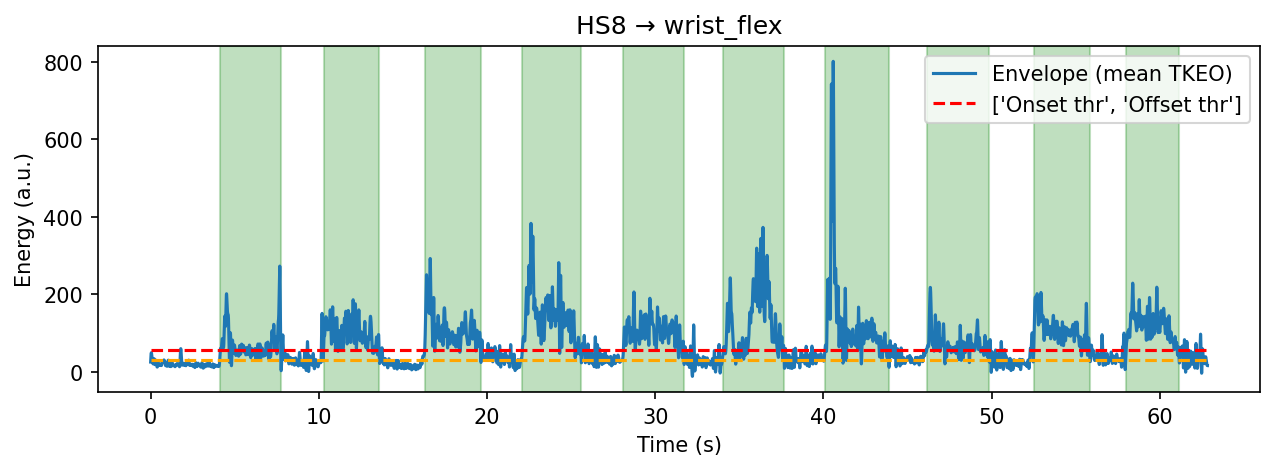 HS8 → wrist_flex
Energy (a.u.)
800
600
400
200
0
Envelope (mean TKEO)
['Onset thr', 'Offset thr']
0
10
20
30
40
50
60
Time (s)